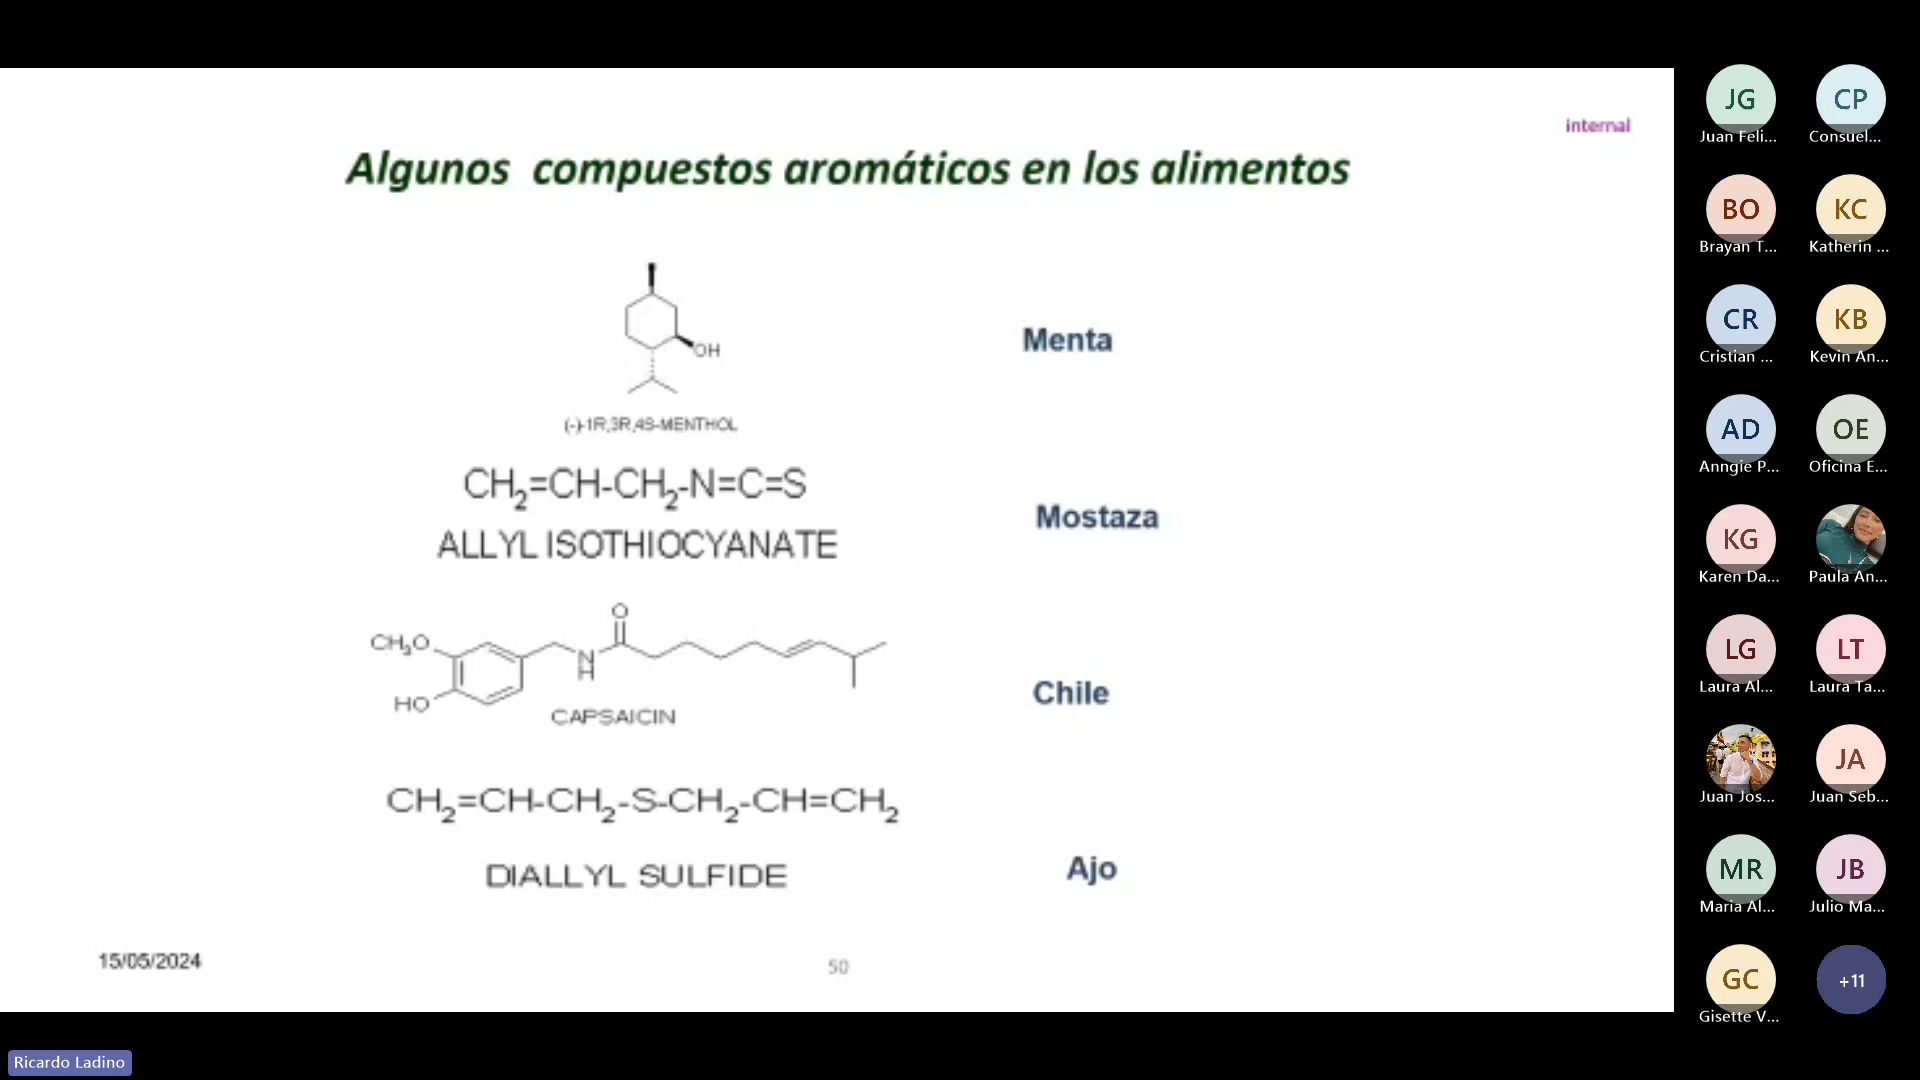 internal
Algunos compuestos aromáticos en los alimentos
OH
(-)-1R,3R,4S-MENTHOL
Menta
CH2=CH-CH2-N=C=S
ALLYL ISOTHIOCYANATE
Mostaza
O
CH3O
N
H
HO
CAPSAICIN
Chile
CH2=CH-CH2-S-CH2-CH=CH2
DIALLYL SULFIDE
Ajo
15/05/2024
50
Ricardo Ladino
JG
Juan Feli...
CP
Consuel...
BO
Brayan T...
KC
Katherin ...
CR
Cristian ...
KB
Kevin An...
AD
Anngie P...
OE
Oficina E...
KG
Karen Da...
Paula An...
LG
Laura Al...
LT
Laura Ta...
Juan Jos...
JA
Juan Seb...
MR
Maria Al...
JB
Julio Ma...
GC
Gisette V...
+11